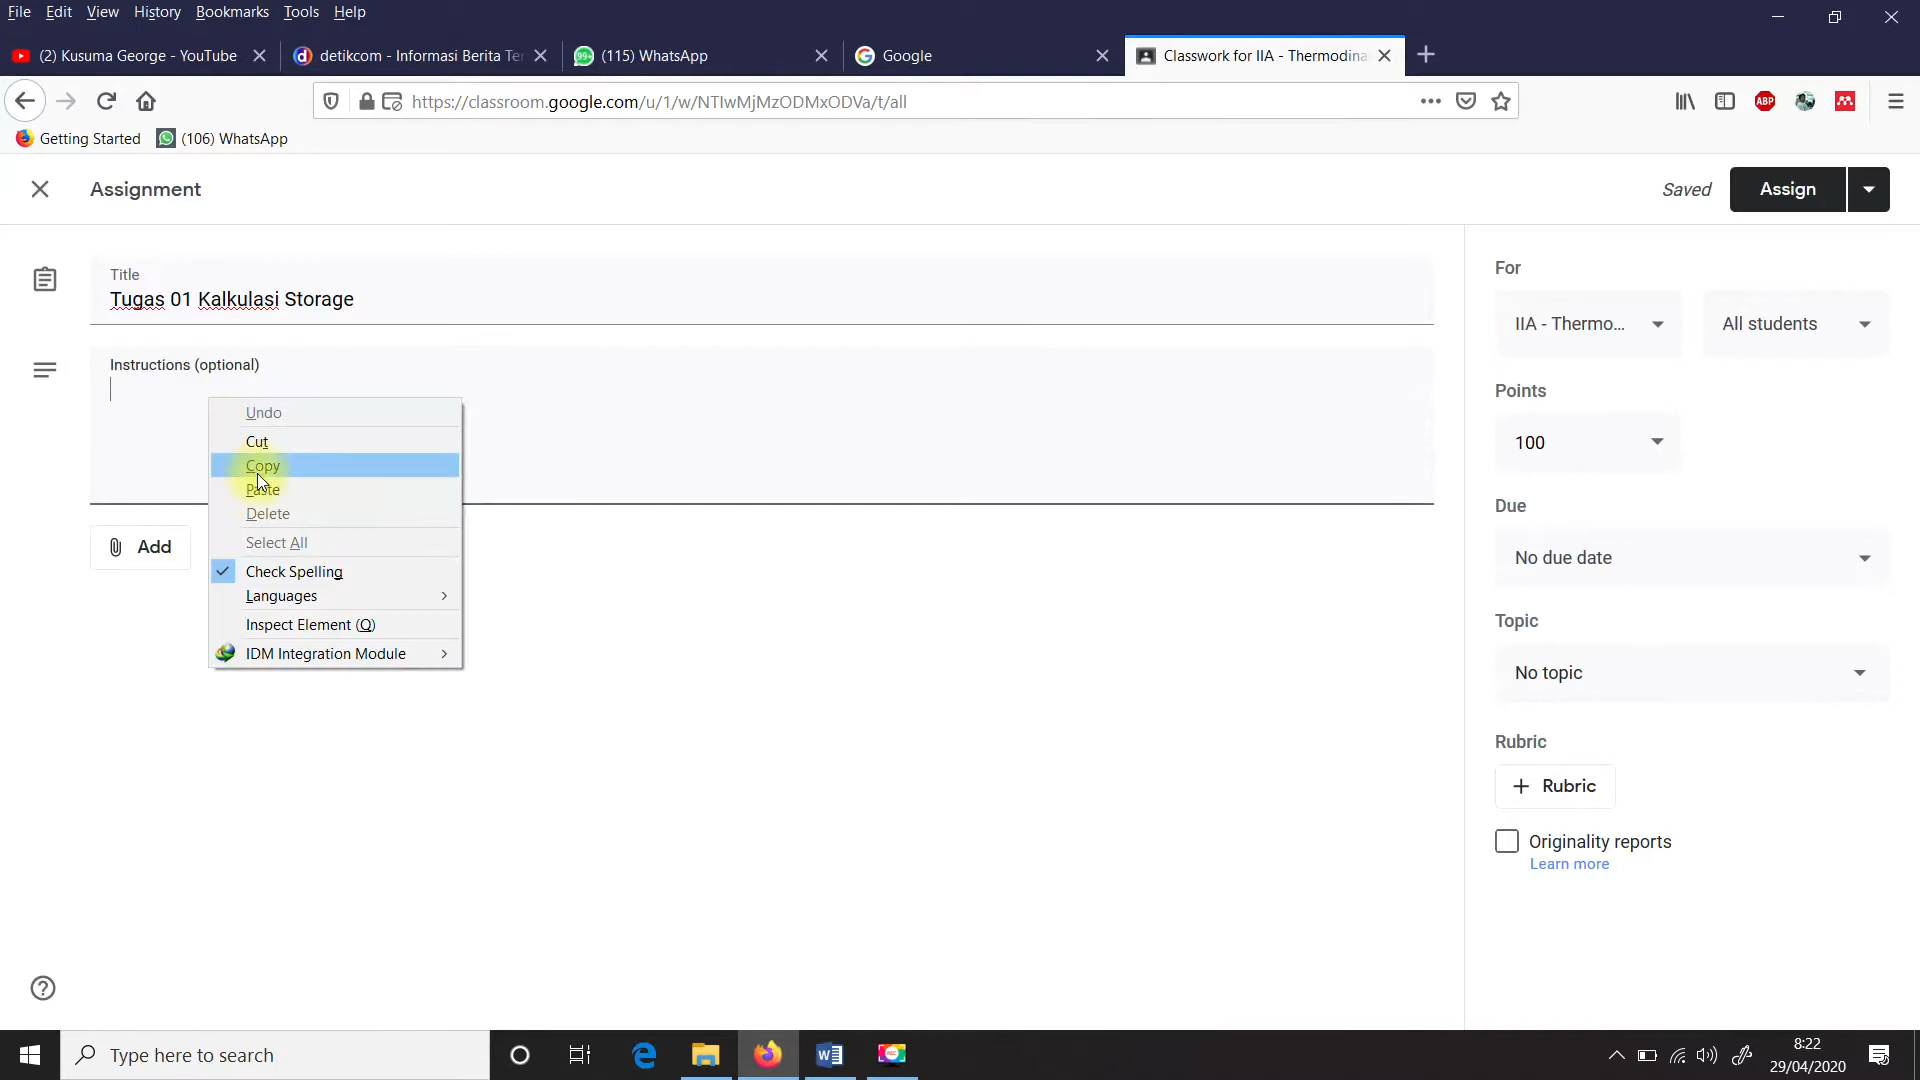 File Edit View History Bookmarks Tools Help
(2) Kusuma George - YouTube
detikcom - Informasi Berita Ter
(115) WhatsApp
Google
Classwork for IIA - Thermodina
https://classroom.google.com/u/1/w/NTIwMjMzODMxODVa/t/all
ABP
Getting Started
(106) WhatsApp
Assignment
Saved
Assign
Title
Tugas 01 Kalkulasi Storage
Instructions (optional)
Undo
Cut
Copy
Paste
Delete
Select All
Check Spelling
Languages
Inspect Element (Q)
IDM Integration Module
Add
For
IIA - Thermo...
All students
Points
100
Due
No due date
Topic
No topic
Rubric
Rubric
Originality reports
Learn more
Type here to search
8:22
29/04/2020